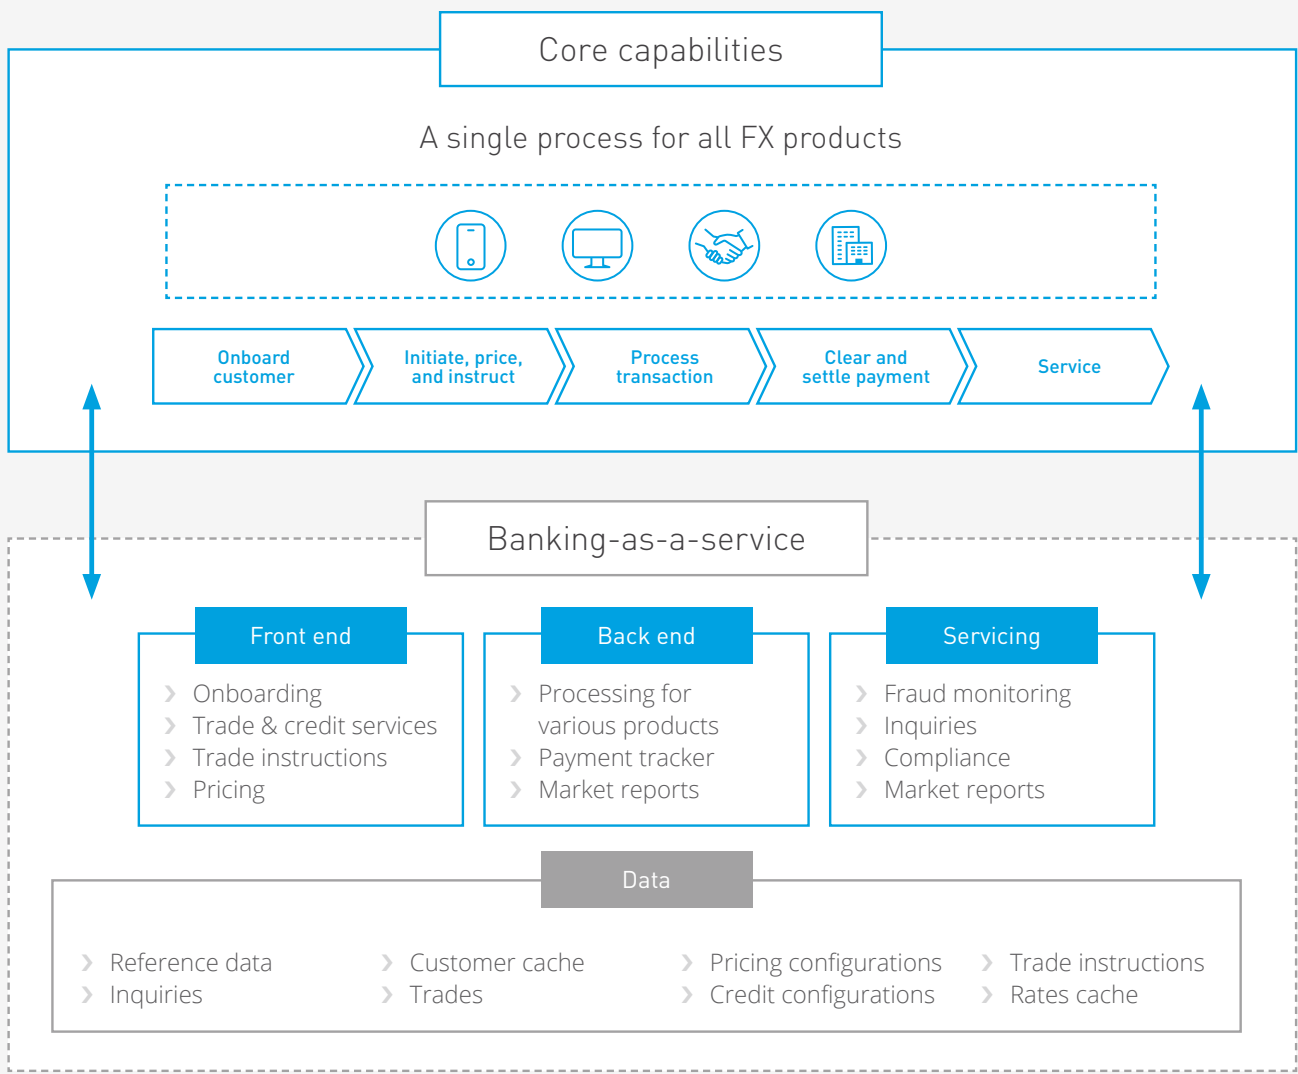 Core capabilities
A single process for all FX products
Onboard
customer
Initiate, price,
and instruct
Process
transaction
Clear and
settle payment
Service
Banking-as-a-service
Front end
Onboarding
Trade & credit services
Trade instructions
Pricing
Back end
Processing for
various products
Payment tracker
Market reports
Servicing
Fraud monitoring
Inquiries
Compliance
Market reports
Data
Reference data
Inquiries
Customer cache
Trades
Pricing configurations
Credit configurations
Trade instructions
Rates cache